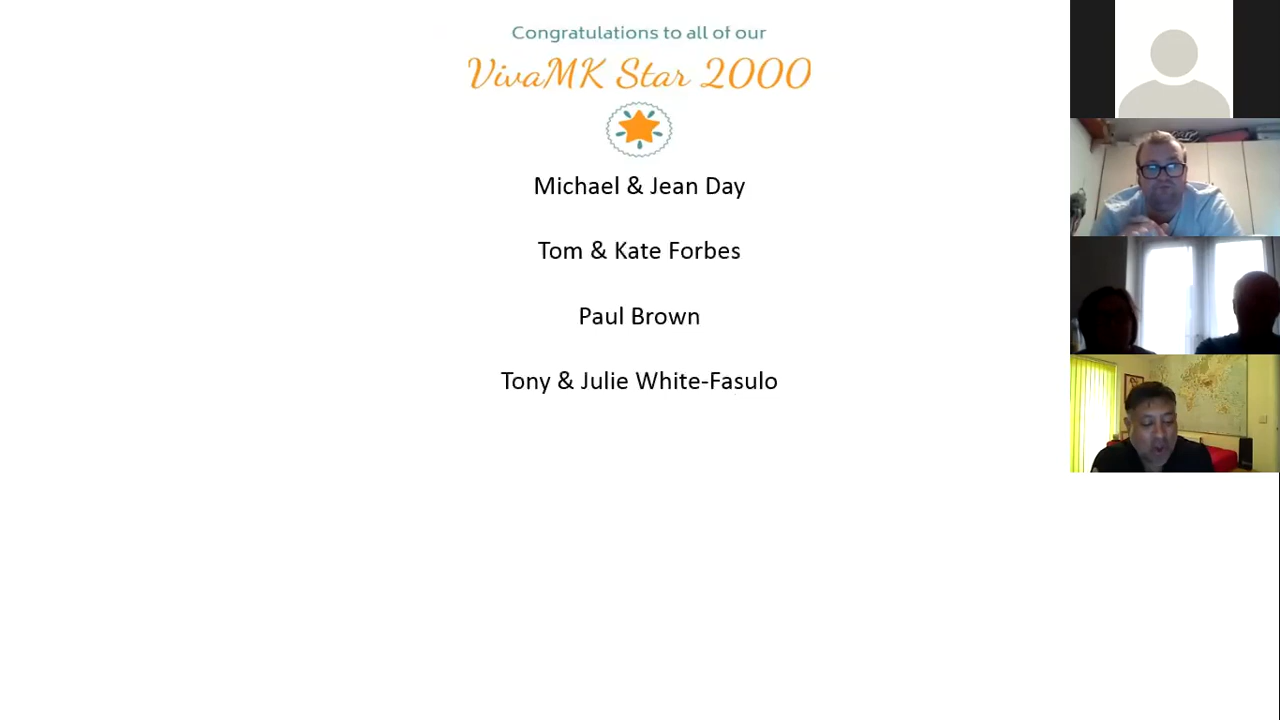 Congratulations to all of our
VivaMK Star 2000
Michael & Jean Day
Tom & Kate Forbes
Paul Brown
Tony & Julie White-Fasulo